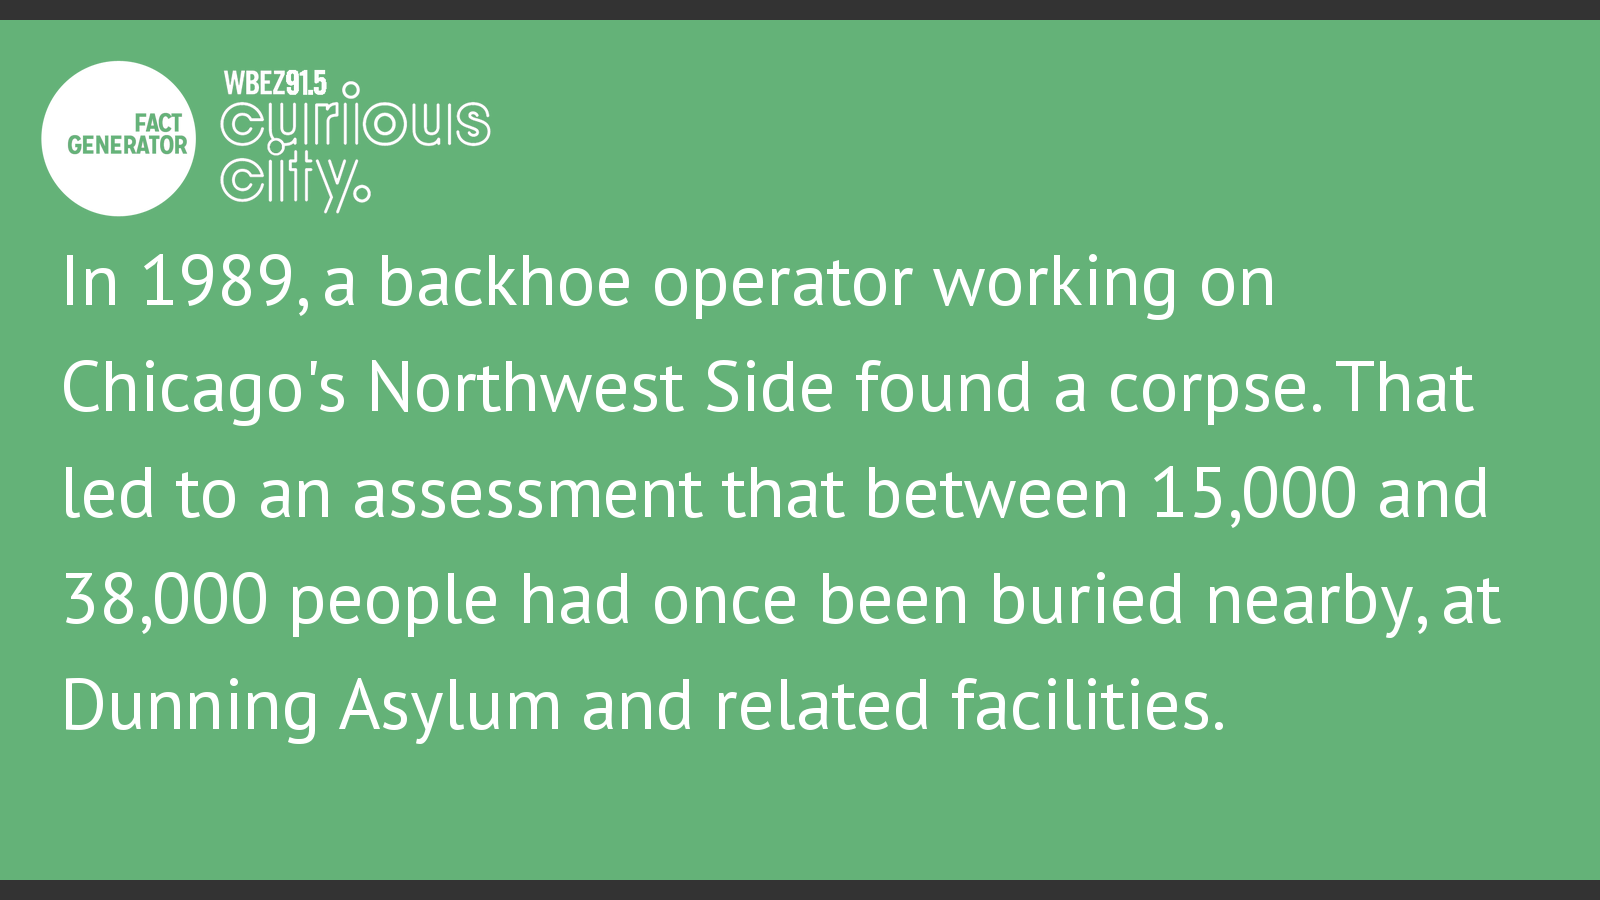 FACT
GENERATOR
WBEZ91.5
curious
city.
In 1989, a backhoe operator working on
Chicago's Northwest Side found a corpse. That
led to an assessment that between 15,000 and
38,000 people had once been buried nearby, at
Dunning Asylum and related facilities.